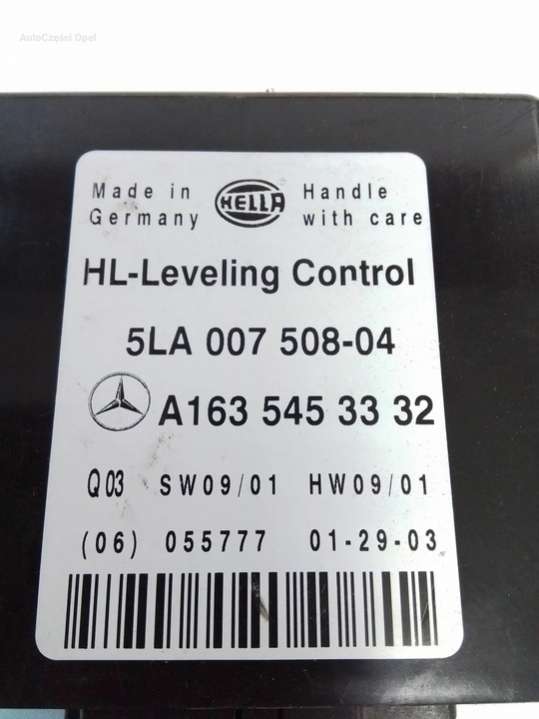 AutoCzęści Opel
Made in Germany
HELLA
Handle with care
HL-Leveling Control
5LA 007 508-04
A163 545 33 32
Q03 SW09/01 HW09/01
(06) 055777 01-29-03